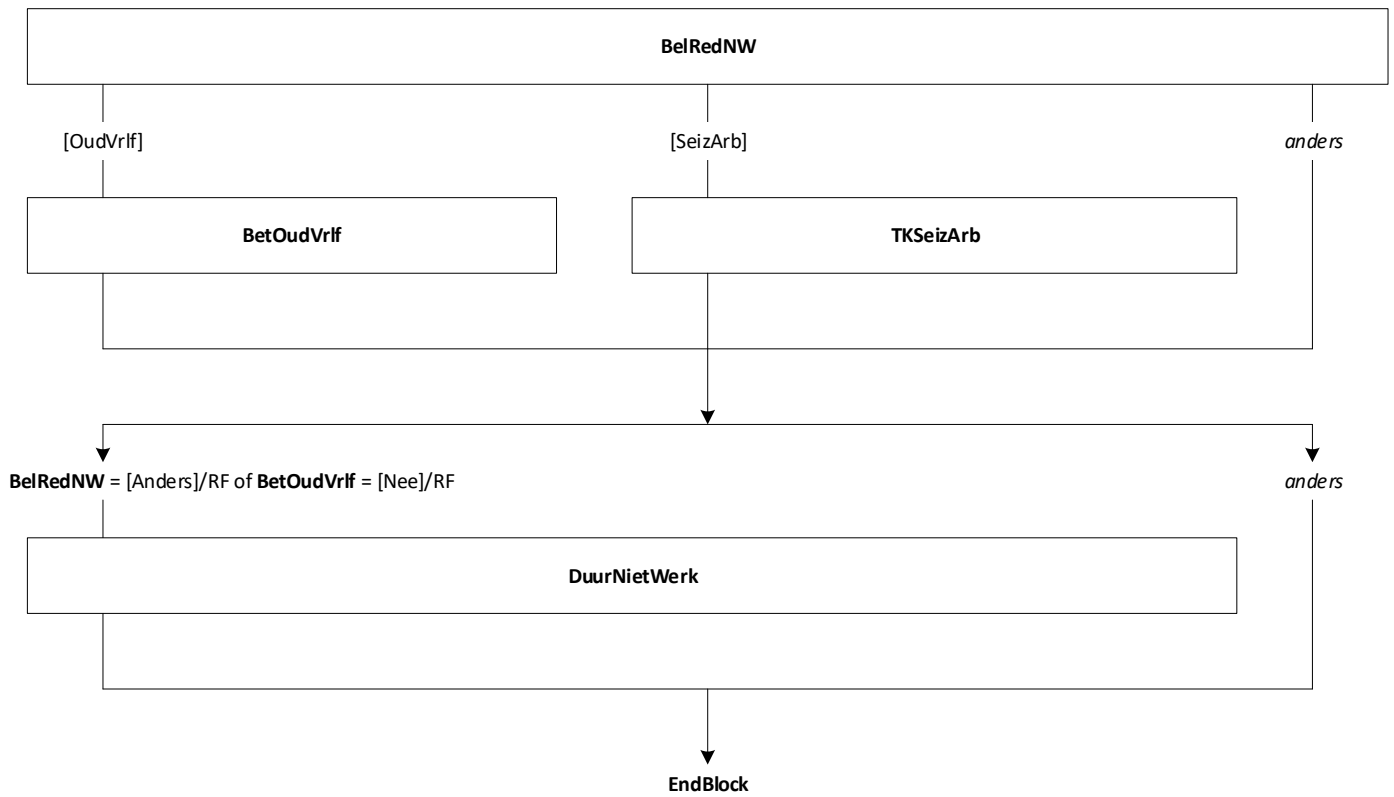 BelRedNW
[OudVrlf]
[SeizArb]
anders
BetOudVrlf
TKSeizArb
BelRedNW = [Anders]/RF of BetOudVrlf = [Nee]/RF
anders
DuurNietWerk
EndBlock